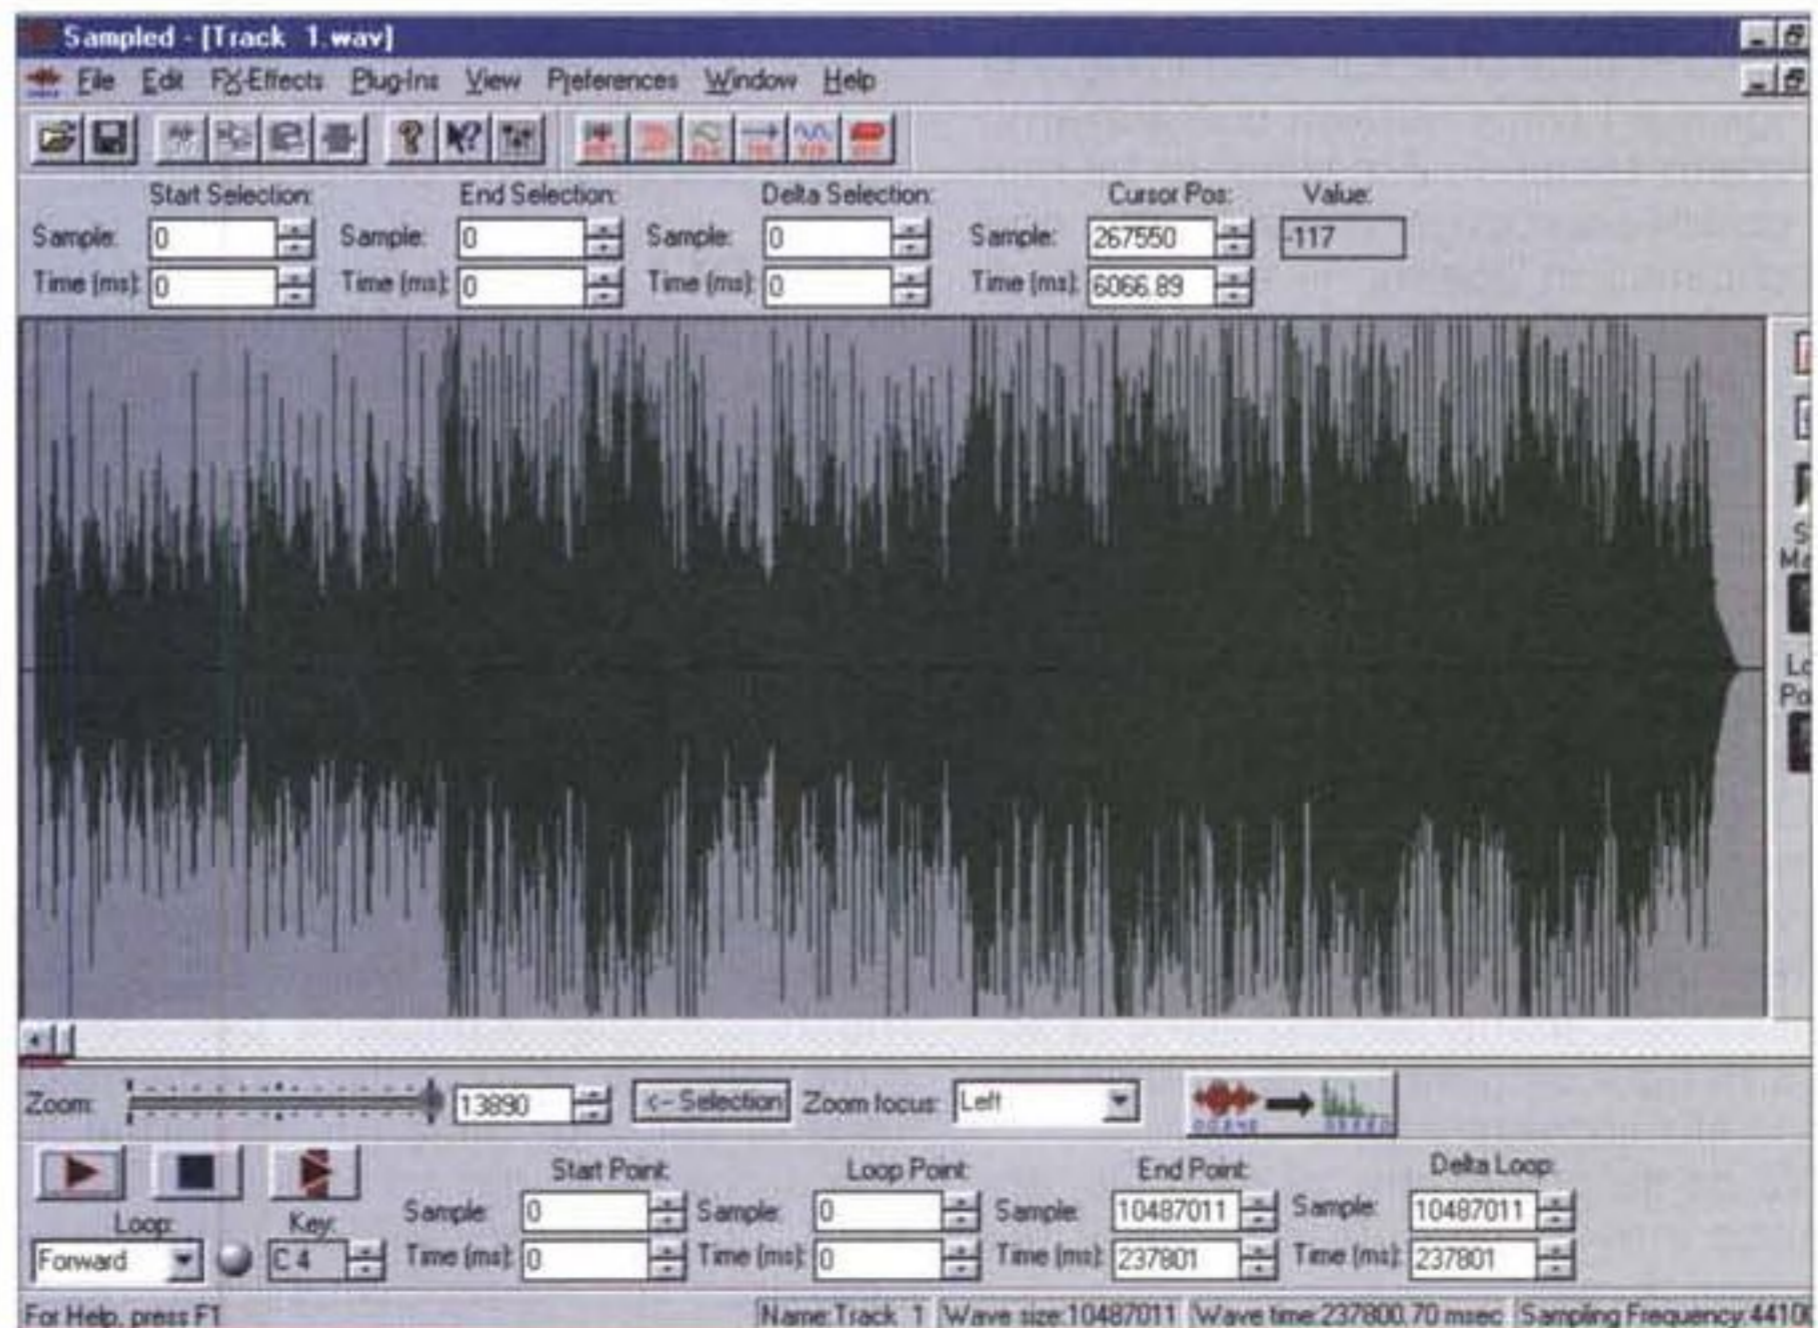 Sampled - [Track 1.wav]
File Edit FX-Effects Plug-Ins View Preferences Window Help
Start Selection: End Selection: Delta Selection: Cursor Pos: Value:
Sample: 0 Sample: 0 Sample: 0 Sample: 267550 -117
Time (ms): 0 Time (ms): 0 Time (ms): 0 Time (ms): 6066.89
Zoom: 13890 <- Selection Zoom focus: Left
Start Point: Loop Point: End Point: Delta Loop:
Loop: Key: Sample: 0 Sample: 0 Sample: 10487011 Sample: 10487011
Forward C 4 Time (ms): 0 Time (ms): 0 Time (ms): 237801 Time (ms): 237801
For Help, press F1 Name:Track 1 Wave size:10487011 Wave time:237800.70 msec Sampling Frequency:4410